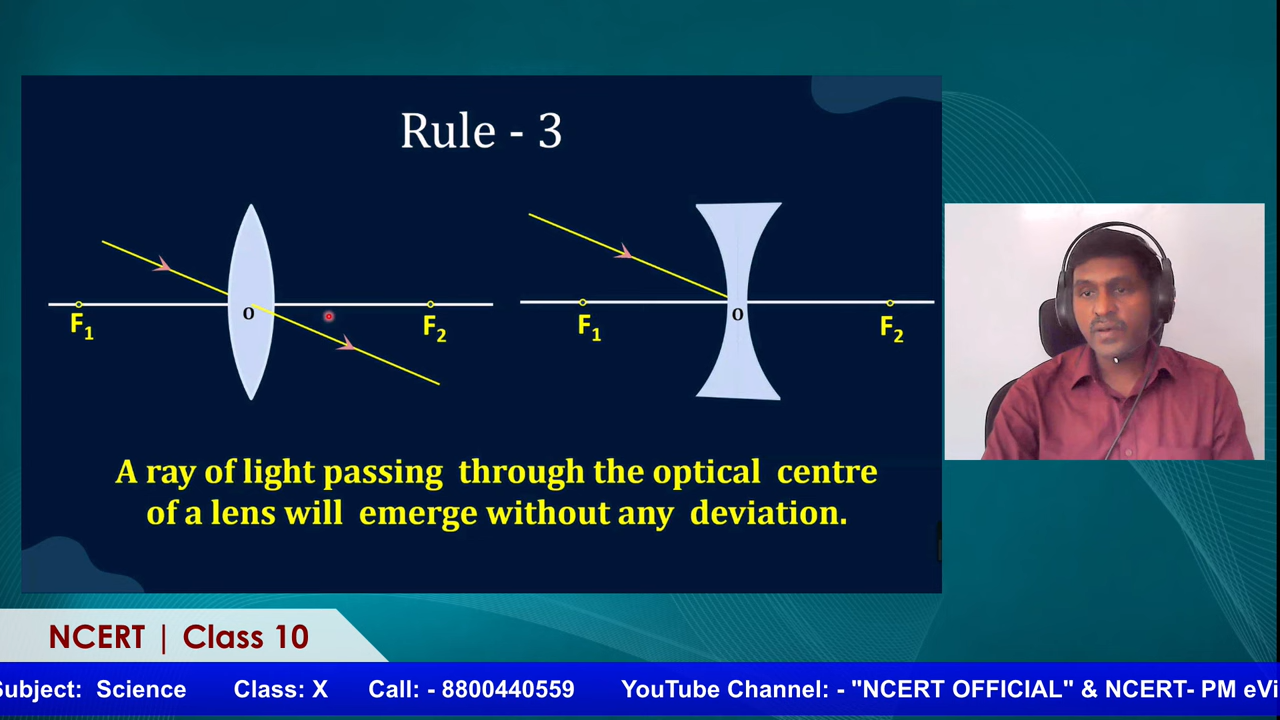 Rule - 3
O
F₁
F₂
O
F₁
F₂
A ray of light passing through the optical centre
of a lens will emerge without any deviation.
NCERT | Class 10
Subject: Science Class: X Call: - 8800440559 YouTube Channel: - "NCERT OFFICIAL" & NCERT- PM eVi